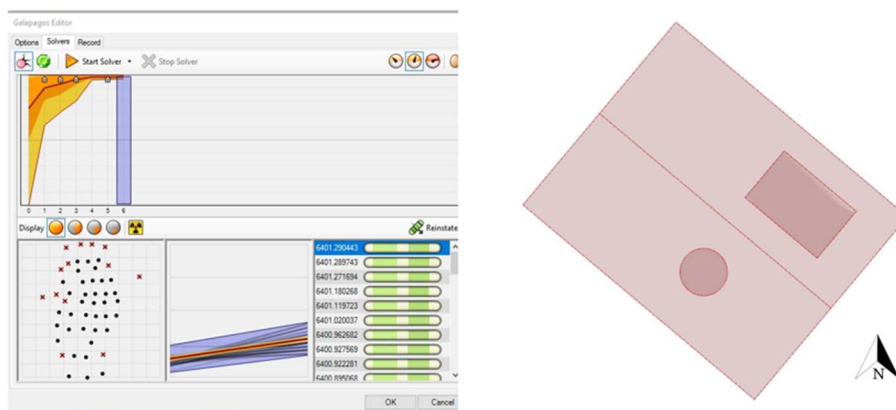 Galapagos Editor
Options Solvers Record
Start Solver Stop Solver
0 1 2 3 4 5 6
Display Reinstate
6401.290443
6401.289743
6401.271694
6401.180268
6401.119723
6401.020037
6400.962682
6400.927569
6400.922281
6400.895068
OK Cancel
N